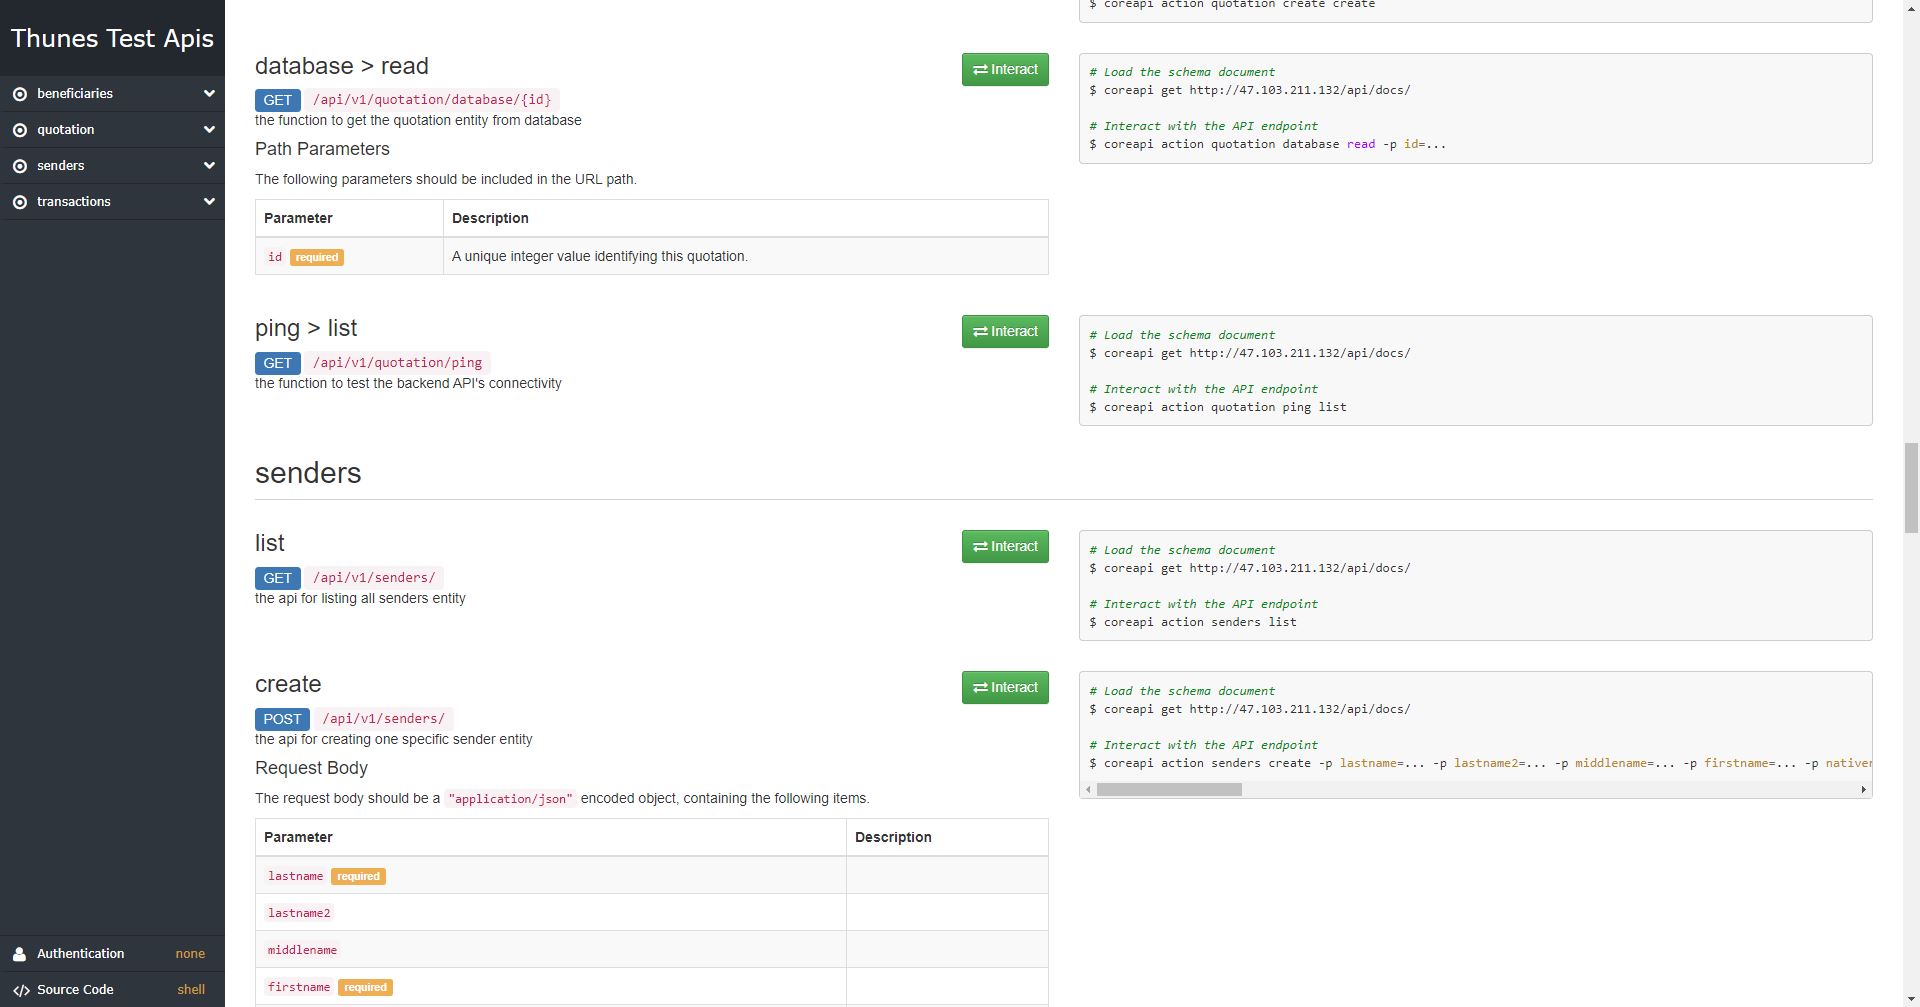 Thunes Test Apis
beneficiaries
quotation
senders
transactions
Authentication none
Source Code shell
$ coreapi action quotation create create
database > read
Interact
GET /api/v1/quotation/database/{id}
the function to get the quotation entity from database
Path Parameters
The following parameters should be included in the URL path.
Parameter Description
id required A unique integer value identifying this quotation.
# Load the schema document
$ coreapi get http://47.103.211.132/api/docs/
# Interact with the API endpoint
$ coreapi action quotation database read -p id=...
ping > list
Interact
GET /api/v1/quotation/ping
the function to test the backend API's connectivity
# Load the schema document
$ coreapi get http://47.103.211.132/api/docs/
# Interact with the API endpoint
$ coreapi action quotation ping list
senders
list
Interact
GET /api/v1/senders/
the api for listing all senders entity
# Load the schema document
$ coreapi get http://47.103.211.132/api/docs/
# Interact with the API endpoint
$ coreapi action senders list
create
Interact
POST /api/v1/senders/
the api for creating one specific sender entity
Request Body
The request body should be a "application/json" encoded object, containing the following items.
Parameter Description
lastname required
lastname2
middlename
firstname required
# Load the schema document
$ coreapi get http://47.103.211.132/api/docs/
# Interact with the API endpoint
$ coreapi action senders create -p lastname=... -p lastname2=... -p middlename=... -p firstname=... -p